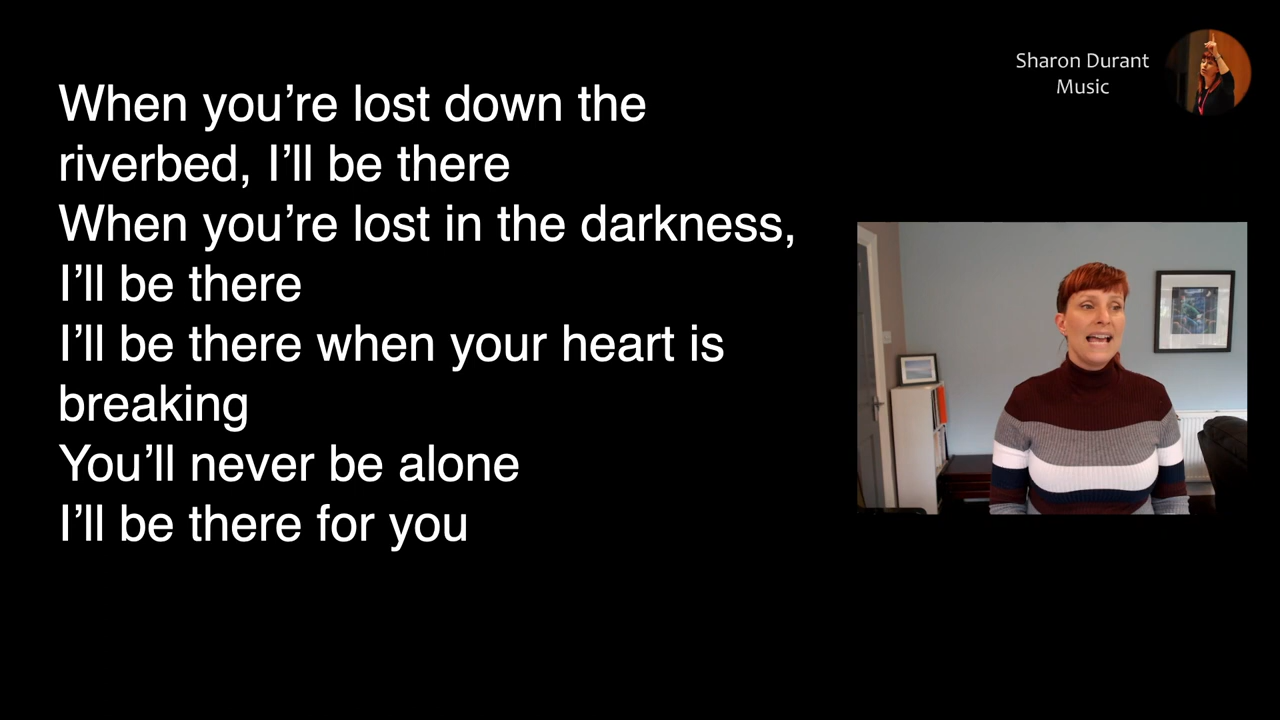 When you’re lost down the
riverbed, I’ll be there
When you’re lost in the darkness,
I’ll be there
I’ll be there when your heart is
breaking
You’ll never be alone
I’ll be there for you
Sharon Durant
Music